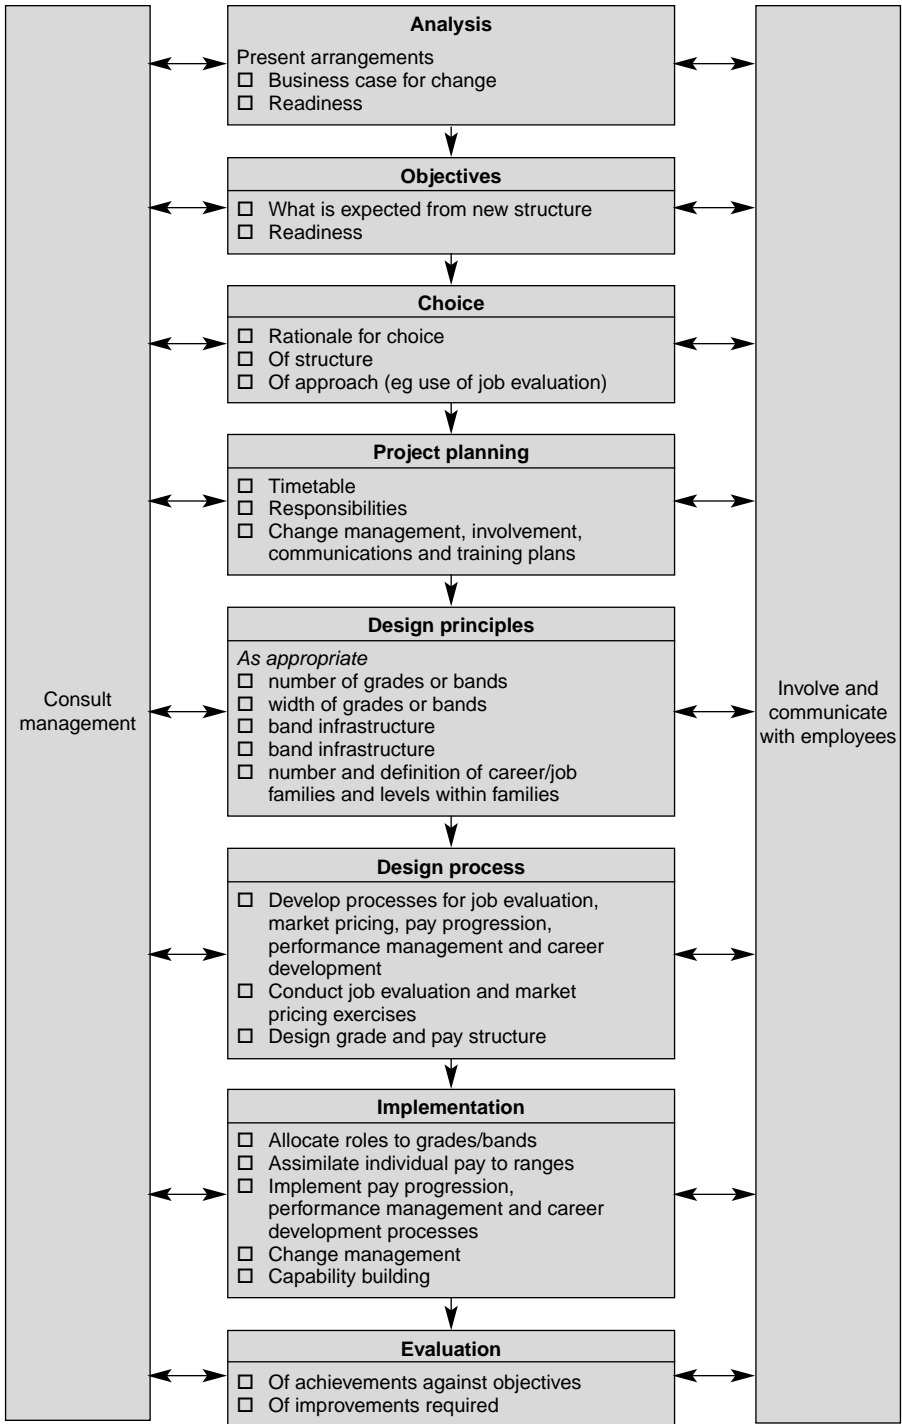 Analysis
Present arrangements
☐ Business case for change
☐ Readiness
Objectives
☐ What is expected from new structure
☐ Readiness
Choice
☐ Rationale for choice
☐ Of structure
☐ Of approach (eg use of job evaluation)
Project planning
☐ Timetable
☐ Responsibilities
☐ Change management, involvement,
communications and training plans
Design principles
As appropriate
☐ number of grades or bands
☐ width of grades or bands
☐ band infrastructure
☐ band infrastructure
☐ number and definition of career/job
families and levels within families
Consult
management
Involve and
communicate
with employees
Design process
☐ Develop processes for job evaluation,
market pricing, pay progression,
performance management and career
development
☐ Conduct job evaluation and market
pricing exercises
☐ Design grade and pay structure
Implementation
☐ Allocate roles to grades/bands
☐ Assimilate individual pay to ranges
☐ Implement pay progression,
performance management and career
development processes
☐ Change management
☐ Capability building
Evaluation
☐ Of achievements against objectives
☐ Of improvements required